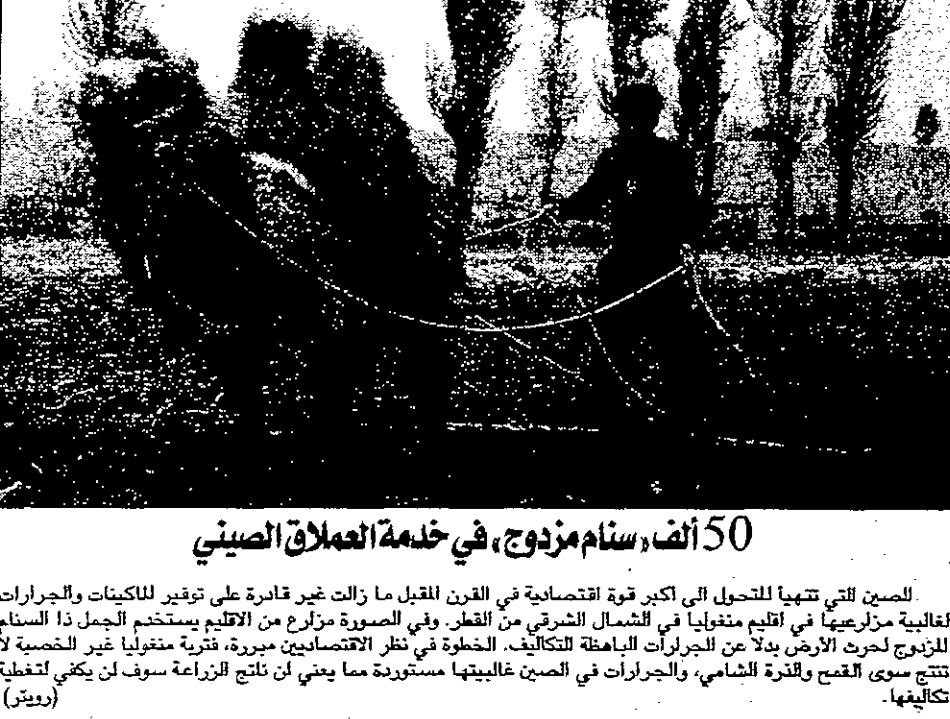 50 ألف «سنام مزدوج» في خدمة العملاق الصيني
الصين التي تتهيأ للتحول الى اكبر قوة اقتصادية في القرن المقبل ما زالت غير قادرة على توفير الماكينات والجرارات
لغالبية مزارعيها في اقليم منغوليا في الشمال الشرقي من القطر. وفي الصورة مزارع من الاقليم يستخدم الجمل ذا السنام
المزدوج لحرث الارض بدلا عن الجرارات الباهظة التكاليف. الخطوة في نظر الاقتصاديين مبررة، فتربة منغوليا غير الخصبة لا
تنتج سوى القمح والذرة الشامي، والجرارات في الصين غالبيتها مستوردة مما يعني ان ناتج الزراعة سوف لن يكفي لتغطية
تكاليفها.
(رويتر)